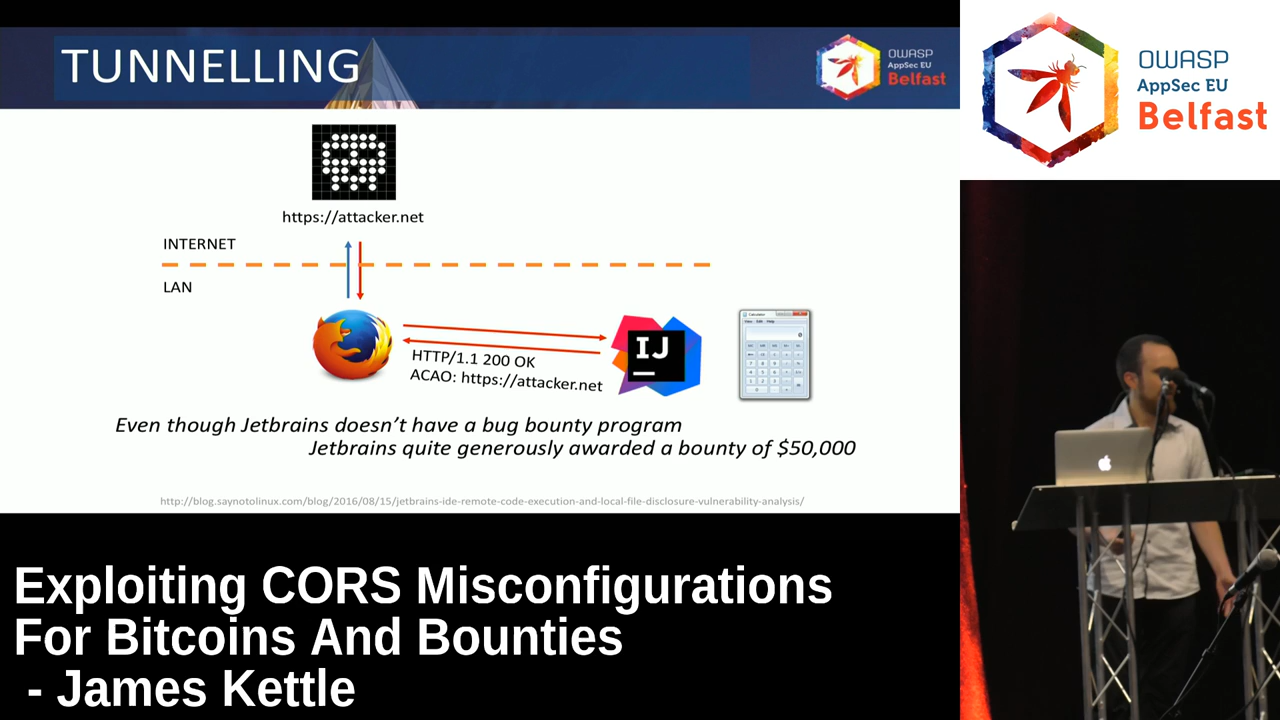 TUNNELLING
OWASP
AppSec EU
Belfast
OWASP
AppSec EU
Belfast
https://attacker.net
INTERNET
LAN
HTTP/1.1 200 OK
ACAO: https://attacker.net
IJ
Even though Jetbrains doesn't have a bug bounty program
Jetbrains quite generously awarded a bounty of $50,000
http://blog.saynotolinux.com/blog/2016/08/15/jetbrains-ide-remote-code-execution-and-local-file-disclosure-vulnerability-analysis/
Exploiting CORS Misconfigurations
For Bitcoins And Bounties
- James Kettle